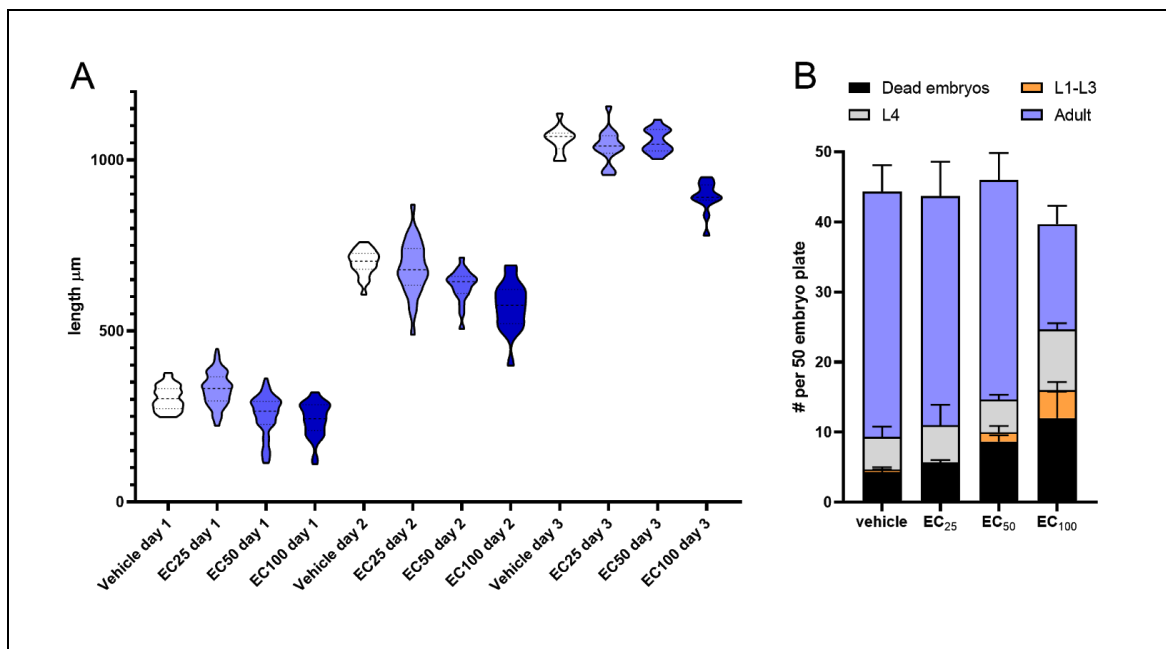 A
length μm
1000
500
0
Vehicle day 1
EC25 day 1
EC50 day 1
EC100 day 1
Vehicle day 2
EC25 day 2
EC50 day 2
EC100 day 2
Vehicle day 3
EC25 day 3
EC50 day 3
EC100 day 3
B
Dead embryos
L1-L3
L4
Adult
# per 50 embryo plate
50
40
30
20
10
0
vehicle
EC25
EC50
EC100